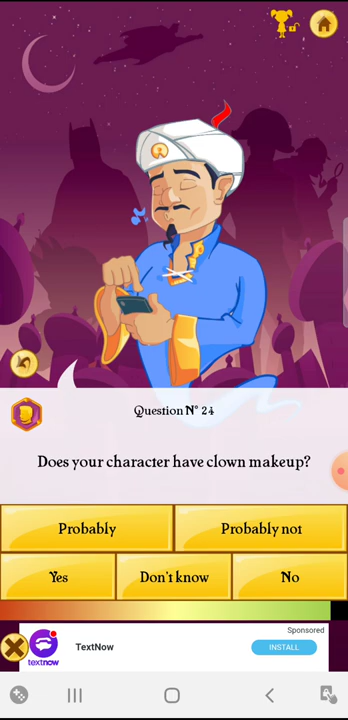 Question N° 24
Does your character have clown makeup?
Probably
Probably not
Yes
Don't know
No
Sponsored
textnow
TextNow
INSTALL